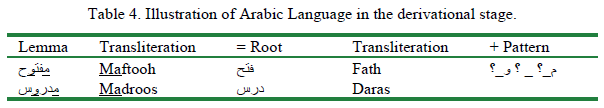 Table 4. Illustration of Arabic Language in the derivational stage.
Lemma Transliteration = Root Transliteration + Pattern
مفتوح Maftooh فتح Fath م_؟ _ ؟ و_؟
مدروس Madroos درس Daras